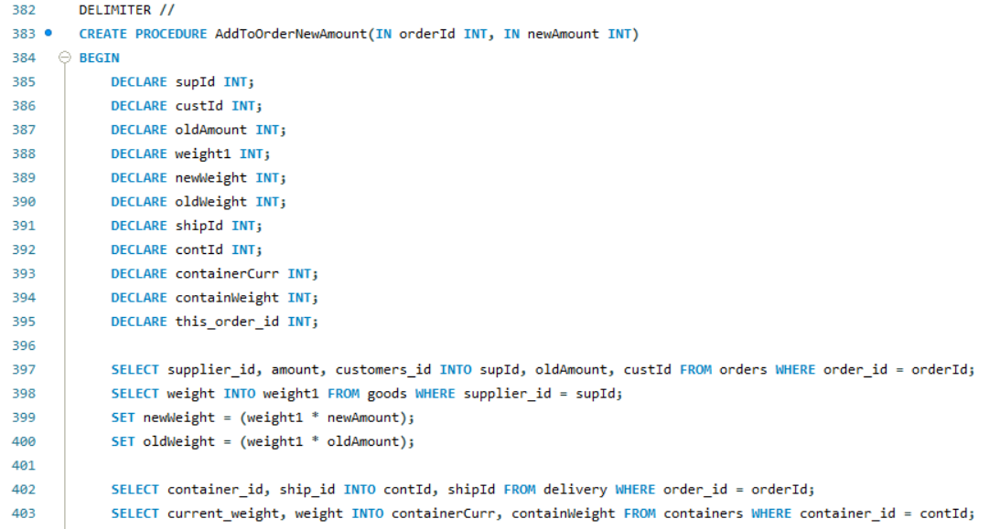 382 DELIMITER //
383 CREATE PROCEDURE AddToOrderNewAmount(IN orderId INT, IN newAmount INT)
384 BEGIN
385 DECLARE supId INT;
386 DECLARE custId INT;
387 DECLARE oldAmount INT;
388 DECLARE weight1 INT;
389 DECLARE newWeight INT;
390 DECLARE oldWeight INT;
391 DECLARE shipId INT;
392 DECLARE contId INT;
393 DECLARE containerCurr INT;
394 DECLARE containWeight INT;
395 DECLARE this_order_id INT;
396
397 SELECT supplier_id, amount, customers_id INTO supId, oldAmount, custId FROM orders WHERE order_id = orderId;
398 SELECT weight INTO weight1 FROM goods WHERE supplier_id = supId;
399 SET newWeight = (weight1 * newAmount);
400 SET oldWeight = (weight1 * oldAmount);
401
402 SELECT container_id, ship_id INTO contId, shipId FROM delivery WHERE order_id = orderId;
403 SELECT current_weight, weight INTO containerCurr, containWeight FROM containers WHERE container_id = contId;